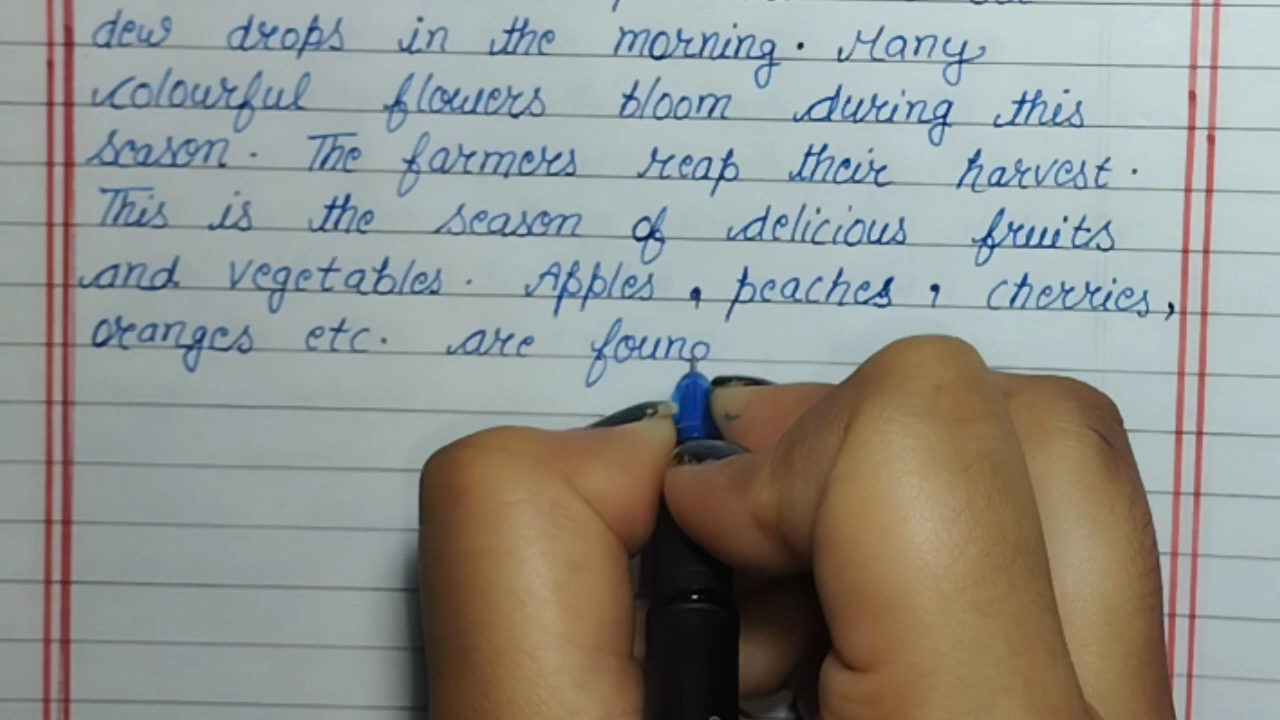 dew drops in the morning. Many
colourful flowers bloom during this
season. The farmers reap their harvest.
This is the season of delicious fruits
and vegetables. Apples, peaches, cherries,
oranges etc. are foun